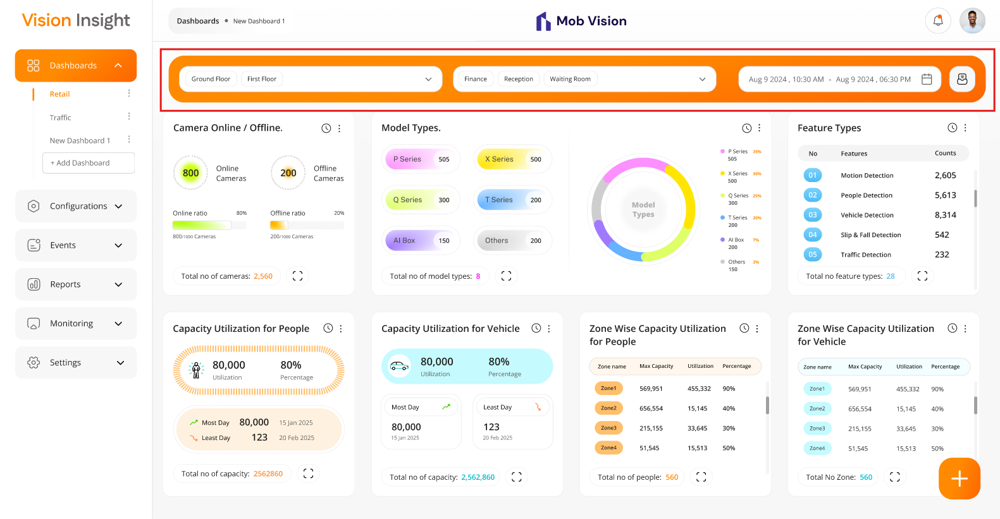 Vision Insight
Dashboards
Retail
Traffic
New Dashboard 1
+ Add Dashboard
Configurations
Events
Reports
Monitoring
Settings
Dashboards • New Dashboard 1
Mob Vision
Ground Floor First Floor
Finance Reception Waiting Room
Aug 9 2024 , 10:30 AM - Aug 9 2024 , 06:30 PM
Camera Online / Offline.
800 Online Cameras
200 Offline Cameras
Online ratio 80%
800/1000 Cameras
Offline ratio 20%
200/1000 Cameras
Total no of cameras: 2,560
Model Types.
P Series 505
X Series 500
Q Series 300
T Series 200
AI Box 150
Others 200
Total no of model types: 8
Model
Types
P Series 35%
505
X Series 30%
500
Q Series 25%
300
T Series 20%
200
AI Box 7%
200
Others 3%
150
Feature Types
No Features Counts
01 Motion Detection 2,605
02 People Detection 5,613
03 Vehicle Detection 8,314
04 Slip & Fall Detection 542
05 Traffic Detection 232
Total no feature types: 28
Capacity Utilization for People
80,000 80%
Utilization Percentage
Most Day 80,000 15 Jan 2025
Least Day 123 20 Feb 2025
Total no of capacity: 2562860
Capacity Utilization for Vehicle
80,000 80%
Utilization Percentage
Most Day
80,000
15 Jan 2025
Least Day
123
20 Feb 2025
Total no of capacity: 2,562,860
Zone Wise Capacity Utilization
for People
Zone name Max Capacity Utilization Percentage
Zone1 569,951 455,332 90%
Zone2 656,554 15,145 40%
Zone3 215,155 33,645 30%
Zone4 51,545 15,513 50%
Total no of people: 560
Zone Wise Capacity Utilization
for Vehicle
Zone name Max Capacity Utilization Percentage
Zone1 569,951 455,332 90%
Zone2 656,554 15,145 40%
Zone3 215,155 33,645 30%
Zone4 51,545 15,513 50%
Total No Zone: 560